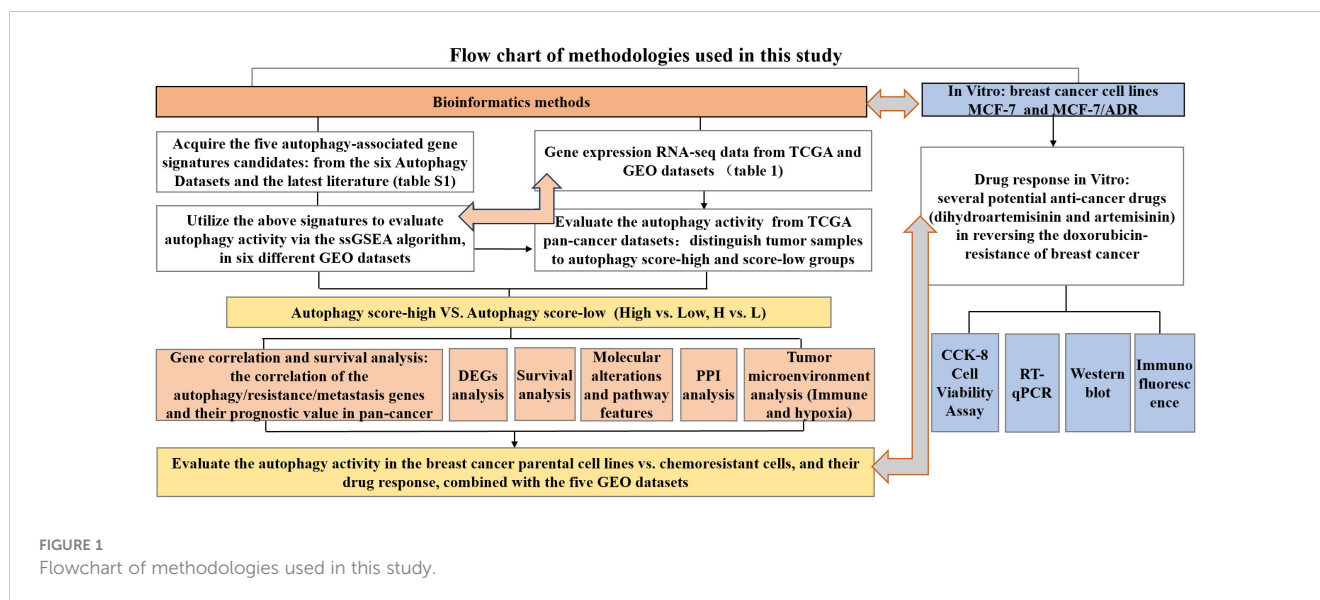 Flow chart of methodologies used in this study
Bioinformatics methods
In Vitro: breast cancer cell lines
MCF-7 and MCF-7/ADR
Acquire the five autophagy-associated gene
signatures candidates: from the six Autophagy
Datasets and the latest literature (table S1)
Gene expression RNA-seq data from TCGA and
GEO datasets （table 1）
Utilize the above signatures to evaluate
autophagy activity via the ssGSEA algorithm,
in six different GEO datasets
Evaluate the autophagy activity from TCGA
pan-cancer datasets： distinguish tumor samples
to autophagy score-high and score-low groups
Drug response in Vitro:
several potential anti-cancer drugs
(dihydroartemisinin and artemisinin)
in reversing the doxorubicin-
resistance of breast cancer
Autophagy score-high VS. Autophagy score-low (High vs. Low, H vs. L)
Gene correlation and survival analysis:
the correlation of the
autophagy/resistance/metastasis genes
and their prognostic value in pan-cancer
DEGs
analysis
Survival
analysis
Molecular
alterations
and pathway
features
PPI
analysis
Tumor
microenvironment
analysis (Immune
and hypoxia)
CCK-8
Cell
Viability
Assay
RT-
qPCR
Western
blot
Immuno
fluoresc
ence
Evaluate the autophagy activity in the breast cancer parental cell lines vs. chemoresistant cells, and their
drug response, combined with the five GEO datasets
FIGURE 1
Flowchart of methodologies used in this study.